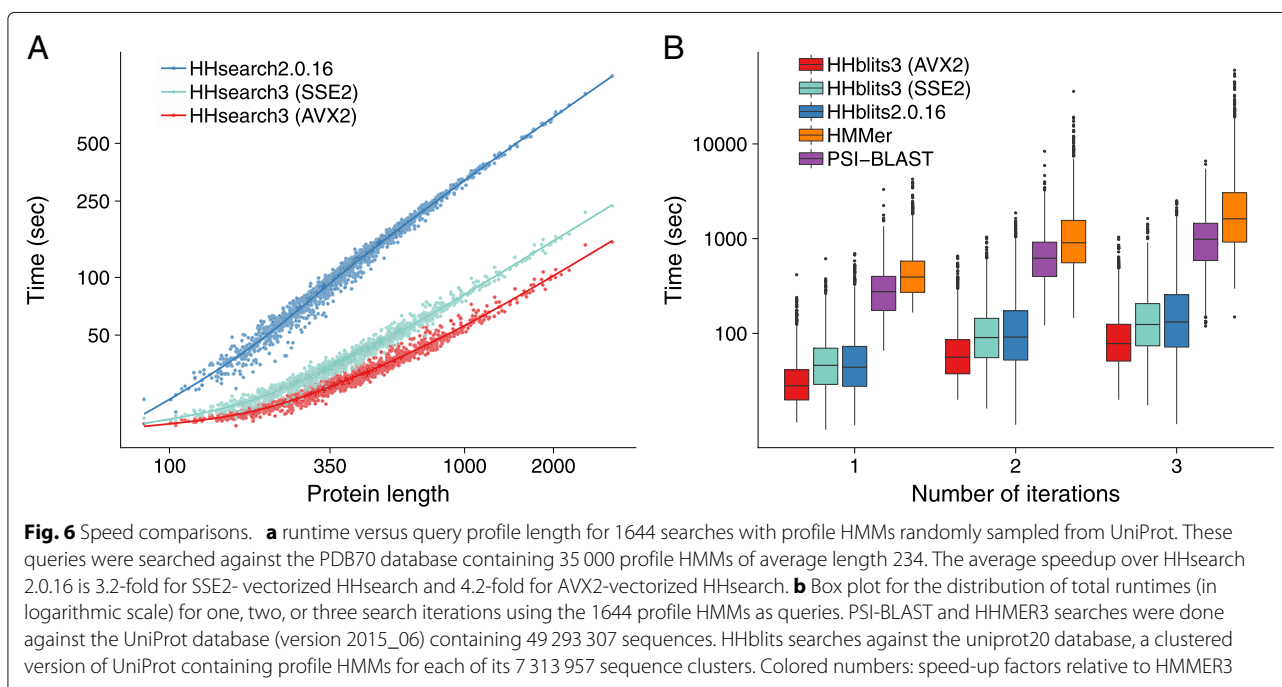 A
HHsearch2.0.16
HHsearch3 (SSE2)
HHsearch3 (AVX2)
Time (sec)
500
250
100
50
100
350
1000
2000
Protein length
B
HHblits3 (AVX2)
HHblits3 (SSE2)
HHblits2.0.16
HMMer
PSI−BLAST
Time (sec)
10000
1000
100
1
2
3
Number of iterations
Fig. 6 Speed comparisons. a runtime versus query profile length for 1644 searches with profile HMMs randomly sampled from UniProt. These
queries were searched against the PDB70 database containing 35 000 profile HMMs of average length 234. The average speedup over HHsearch
2.0.16 is 3.2-fold for SSE2- vectorized HHsearch and 4.2-fold for AVX2-vectorized HHsearch. b Box plot for the distribution of total runtimes (in
logarithmic scale) for one, two, or three search iterations using the 1644 profile HMMs as queries. PSI-BLAST and HHMER3 searches were done
against the UniProt database (version 2015_06) containing 49 293 307 sequences. HHblits searches against the uniprot20 database, a clustered
version of UniProt containing profile HMMs for each of its 7 313 957 sequence clusters. Colored numbers: speed-up factors relative to HMMER3